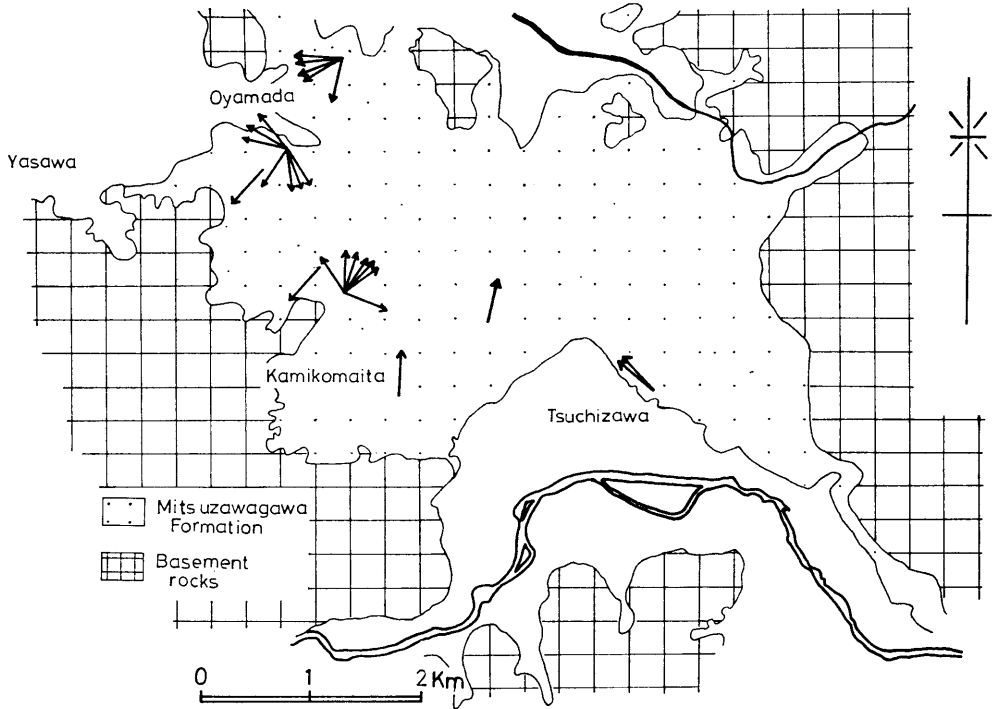 Oyamada
Yasawa
Kamikomaita
Tsuchizawa
Mitsuzawagawa
Formation
Basement
rocks
0 1 2 Km